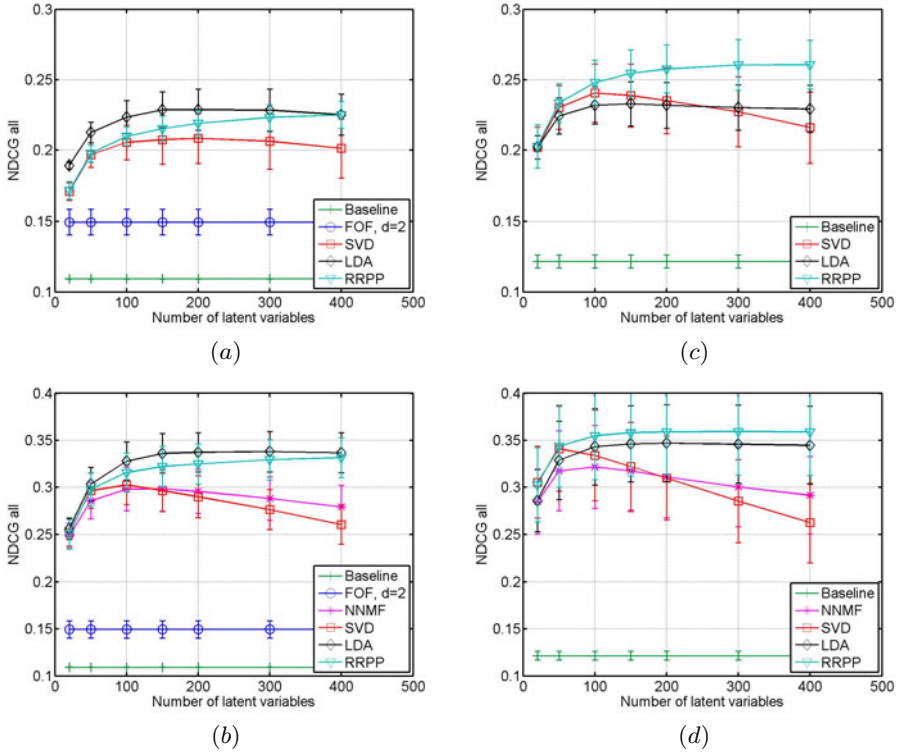 0.3
0.25
0.2
0.15
0.1
0 100 200 300 400 500
NDCG all
Number of latent variables
Baseline
FOF, d=2
SVD
LDA
RRPP
(a)
0.3
0.25
0.2
0.15
0.1
0 100 200 300 400 500
NDCG all
Number of latent variables
Baseline
SVD
LDA
RRPP
(c)
0.4
0.35
0.3
0.25
0.2
0.15
0.1
0 100 200 300 400 500
NDCG all
Number of latent variables
Baseline
FOF, d=2
NNMF
SVD
LDA
RRPP
(b)
0.4
0.35
0.3
0.25
0.2
0.15
0.1
0 100 200 300 400 500
NDCG all
Number of latent variables
Baseline
NNMF
SVD
LDA
RRPP
(d)